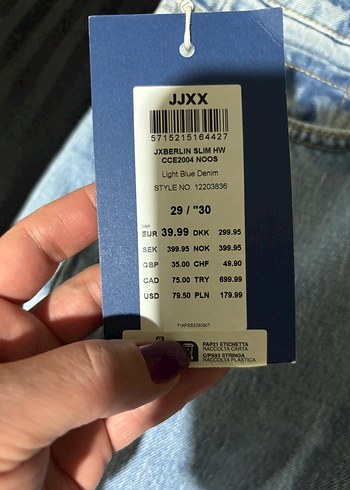 JJXX
5715215164427
JXBERLIN SLIM HW
CCE2004 NOOS
Light Blue Denim
STYLE NO. 12203836
29 / "30
RRP
EUR 39.99 DKK 299.95
SEK 399.95 NOK 399.95
GBP 35.00 CHF 49.90
CAD 75.00 TRY 699.99
USD 79.50 PLN 179.99
PAP21 ETICHETTA
RACCOLTA CARTA
C/PS93 STRINGA
RACCOLTA PLASTICA